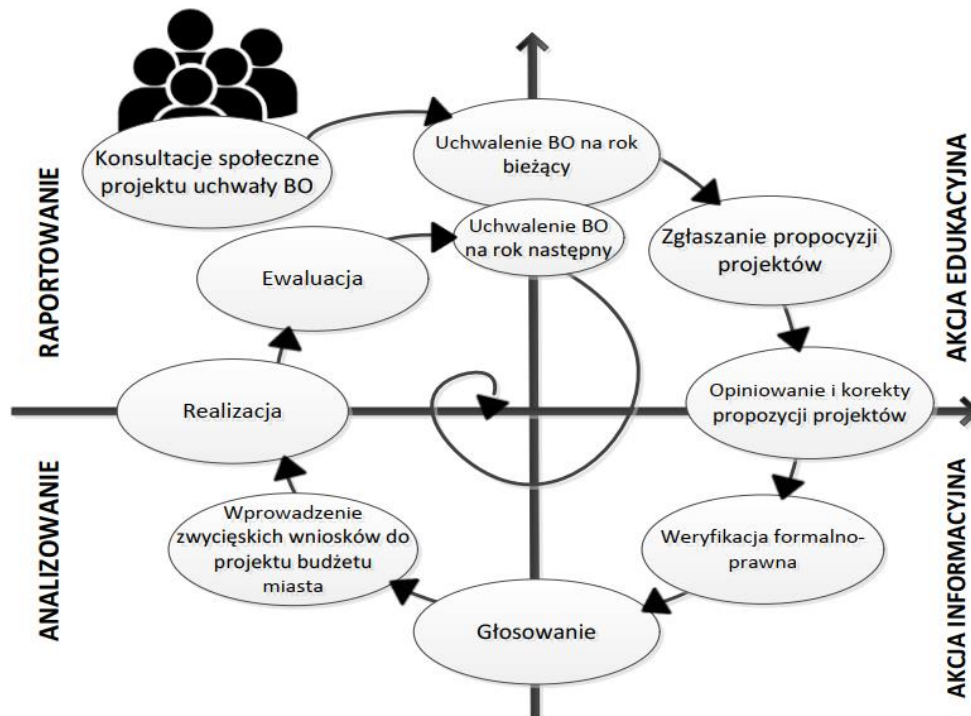 Konsultacje społeczne
projektu uchwały BO
Uchwalenie BO na rok
bieżący
Uchwalenie BO
na rok następny
Zgłaszanie propocyzji
projektów
Ewaluacja
Opiniowanie i korekty
propozycji projektów
Realizacja
Wprowadzenie
zwycięskich wniosków do
projektu budżetu
miasta
Weryfikacja formalno-
prawna
Głosowanie
RAPORTOWANIE
ANALIZOWANIE
AKCJA EDUKACYJNA
AKCJA INFORMACYJNA